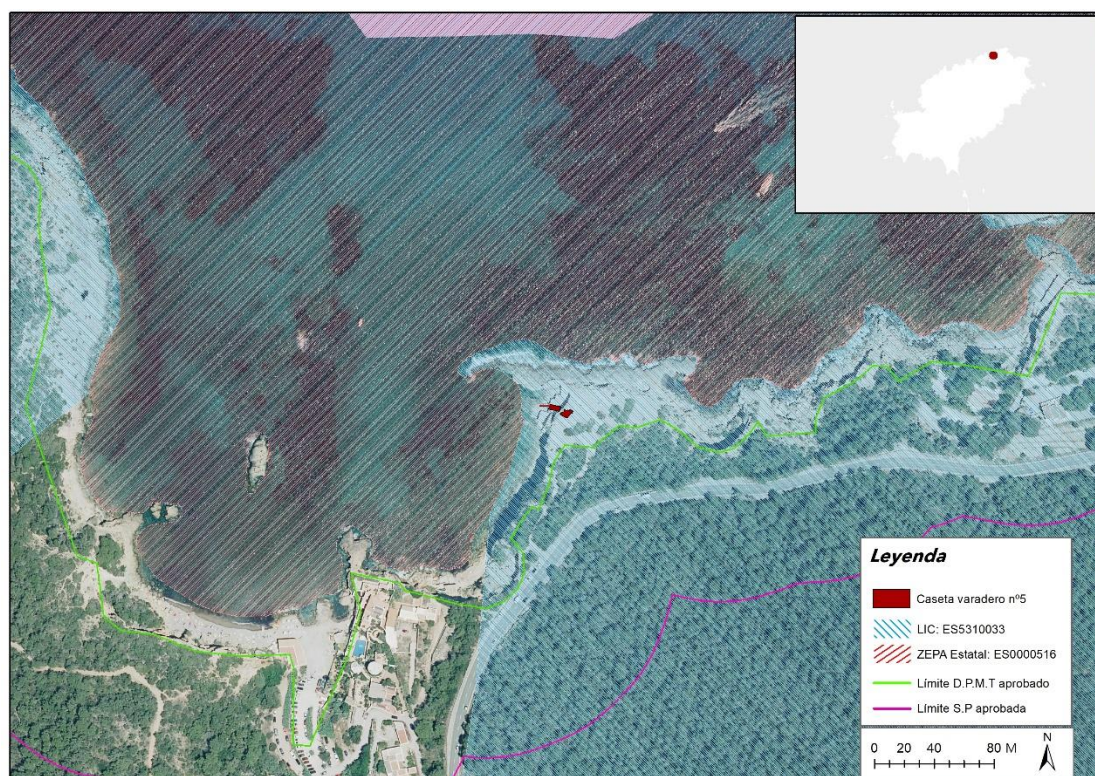 Leyenda
Caseta varadero nº5
LIC: ES5310033
ZEPA Estatal: ES0000516
Límite D.P.M.T aprobado
Límite S.P aprobada
0 20 40 80 M
N